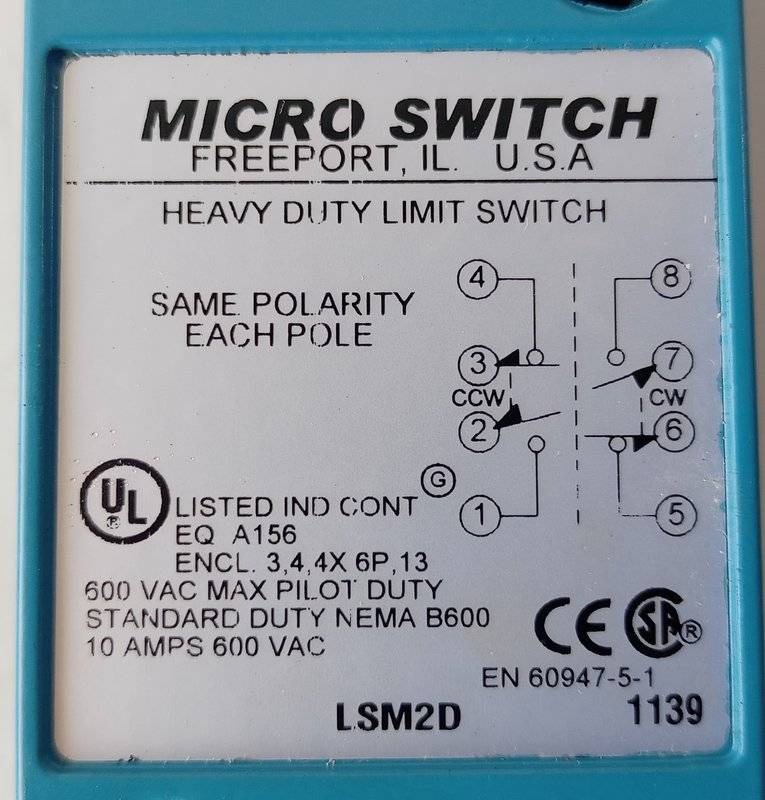 MICRO SWITCH
FREEPORT, IL. U.S.A
HEAVY DUTY LIMIT SWITCH
SAME POLARITY
EACH POLE
4 8
3 7
CCW CW
2 6
1 5
G
UL ®
LISTED IND CONT
EQ A156
ENCL. 3,4,4X 6P,13
600 VAC MAX PILOT DUTY
STANDARD DUTY NEMA B600
10 AMPS 600 VAC
CE SA ®
EN 60947-5-1
LSM2D 1139